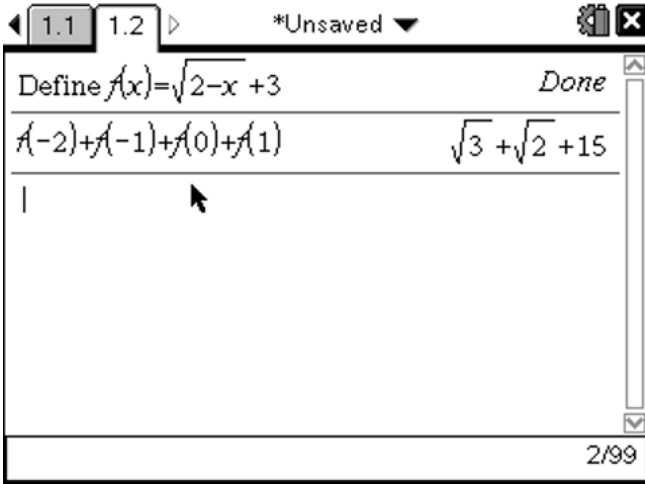 1.1 1.2 *Unsaved
Define f(x)=√2−x +3 Done
f(−2)+f(−1)+f(0)+f(1) √3 +√2 +15
2/99